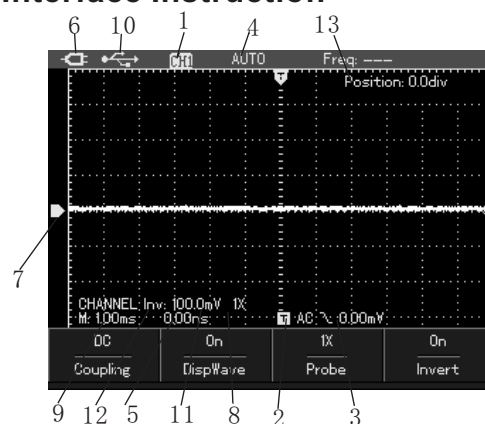 Interface Instruction
6 10 1 4 13
CH1 AUTO Freq: ---
T
Position: 0.0div
7
CHANNEL Inv: 100.0mV 1X
M: 1.00ms 0.00ns T AC 0.00mV
DC On 1X On
Coupling DispWave Probe Invert
9 12 5 11 8 2 3